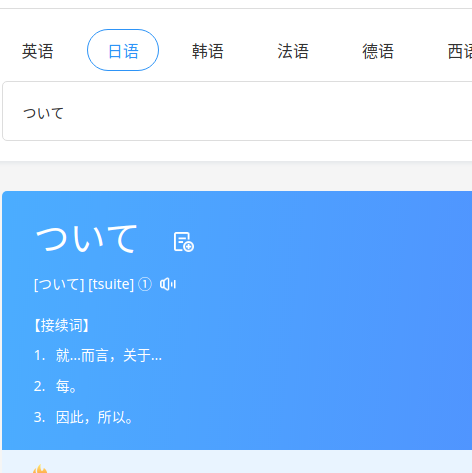 英语 日语 韩语 法语 德语 西语
ついて
ついて
[ついて] [tsuite] ①
【接续词】
1. 就…而言，关于…
2. 每。
3. 因此，所以。